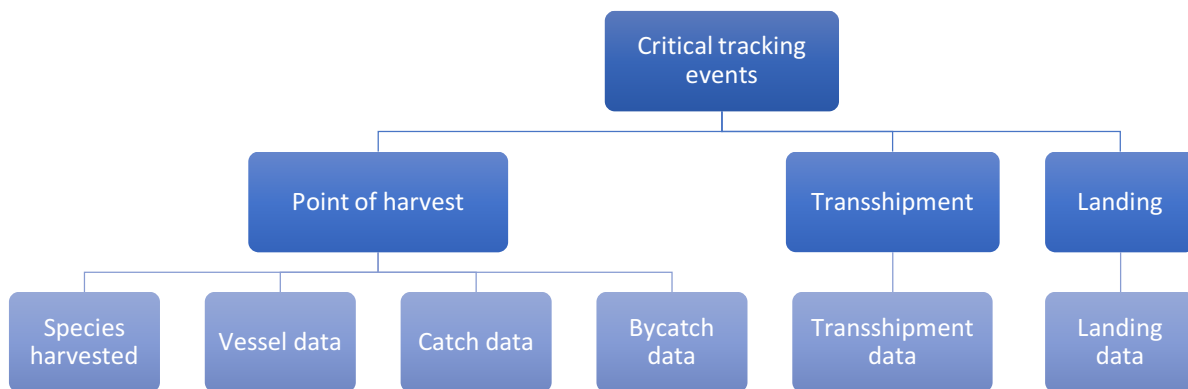 Critical tracking
events
Point of harvest
Transshipment
Landing
Species
harvested
Vessel data
Catch data
Bycatch
data
Transshipment
data
Landing
data